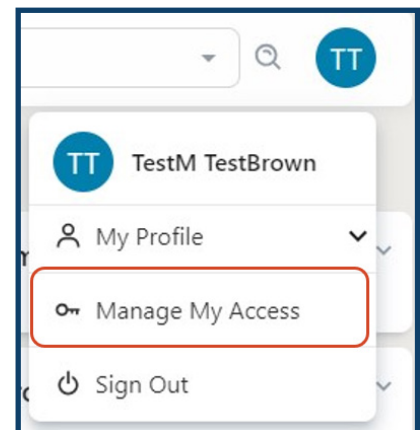 TT
TT TestM TestBrown
My Profile
Manage My Access
Sign Out